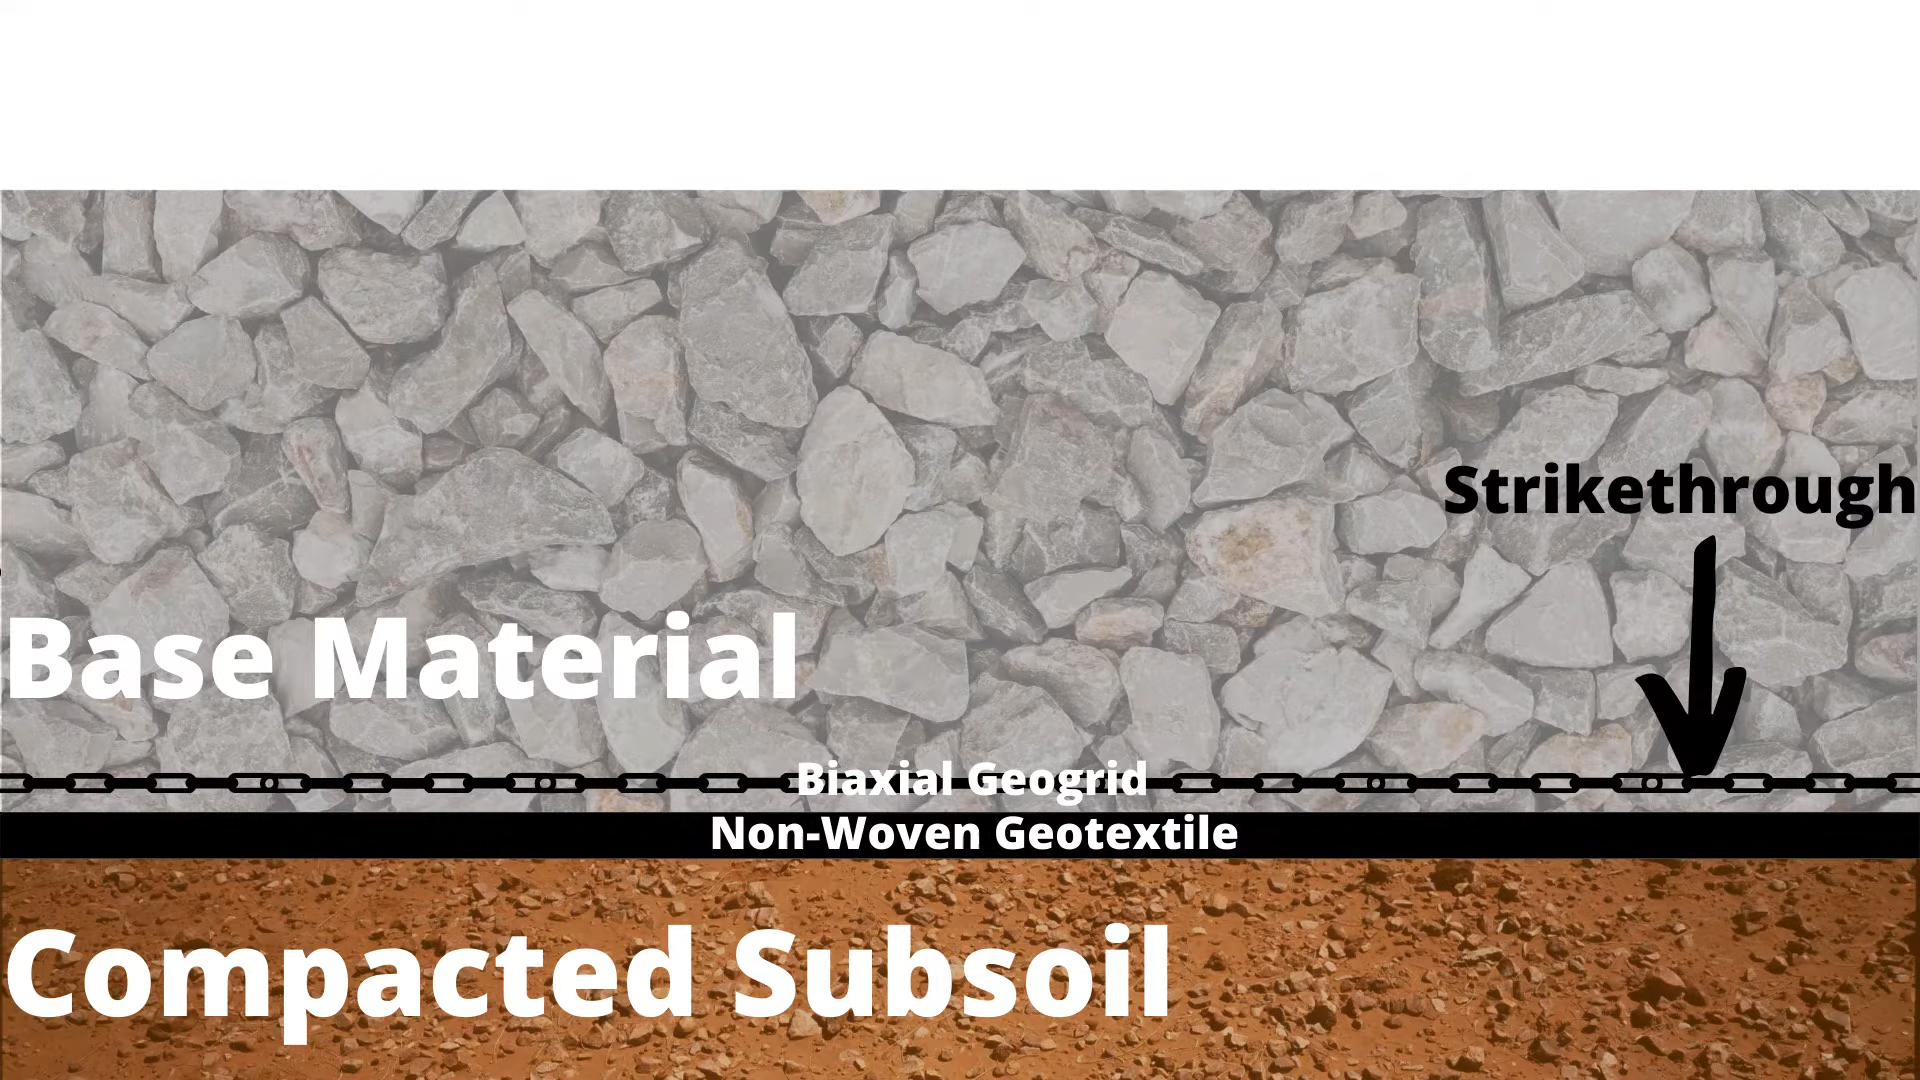 Strikethrough
Base Material
Biaxial Geogrid
Non-Woven Geotextile
Compacted Subsoil